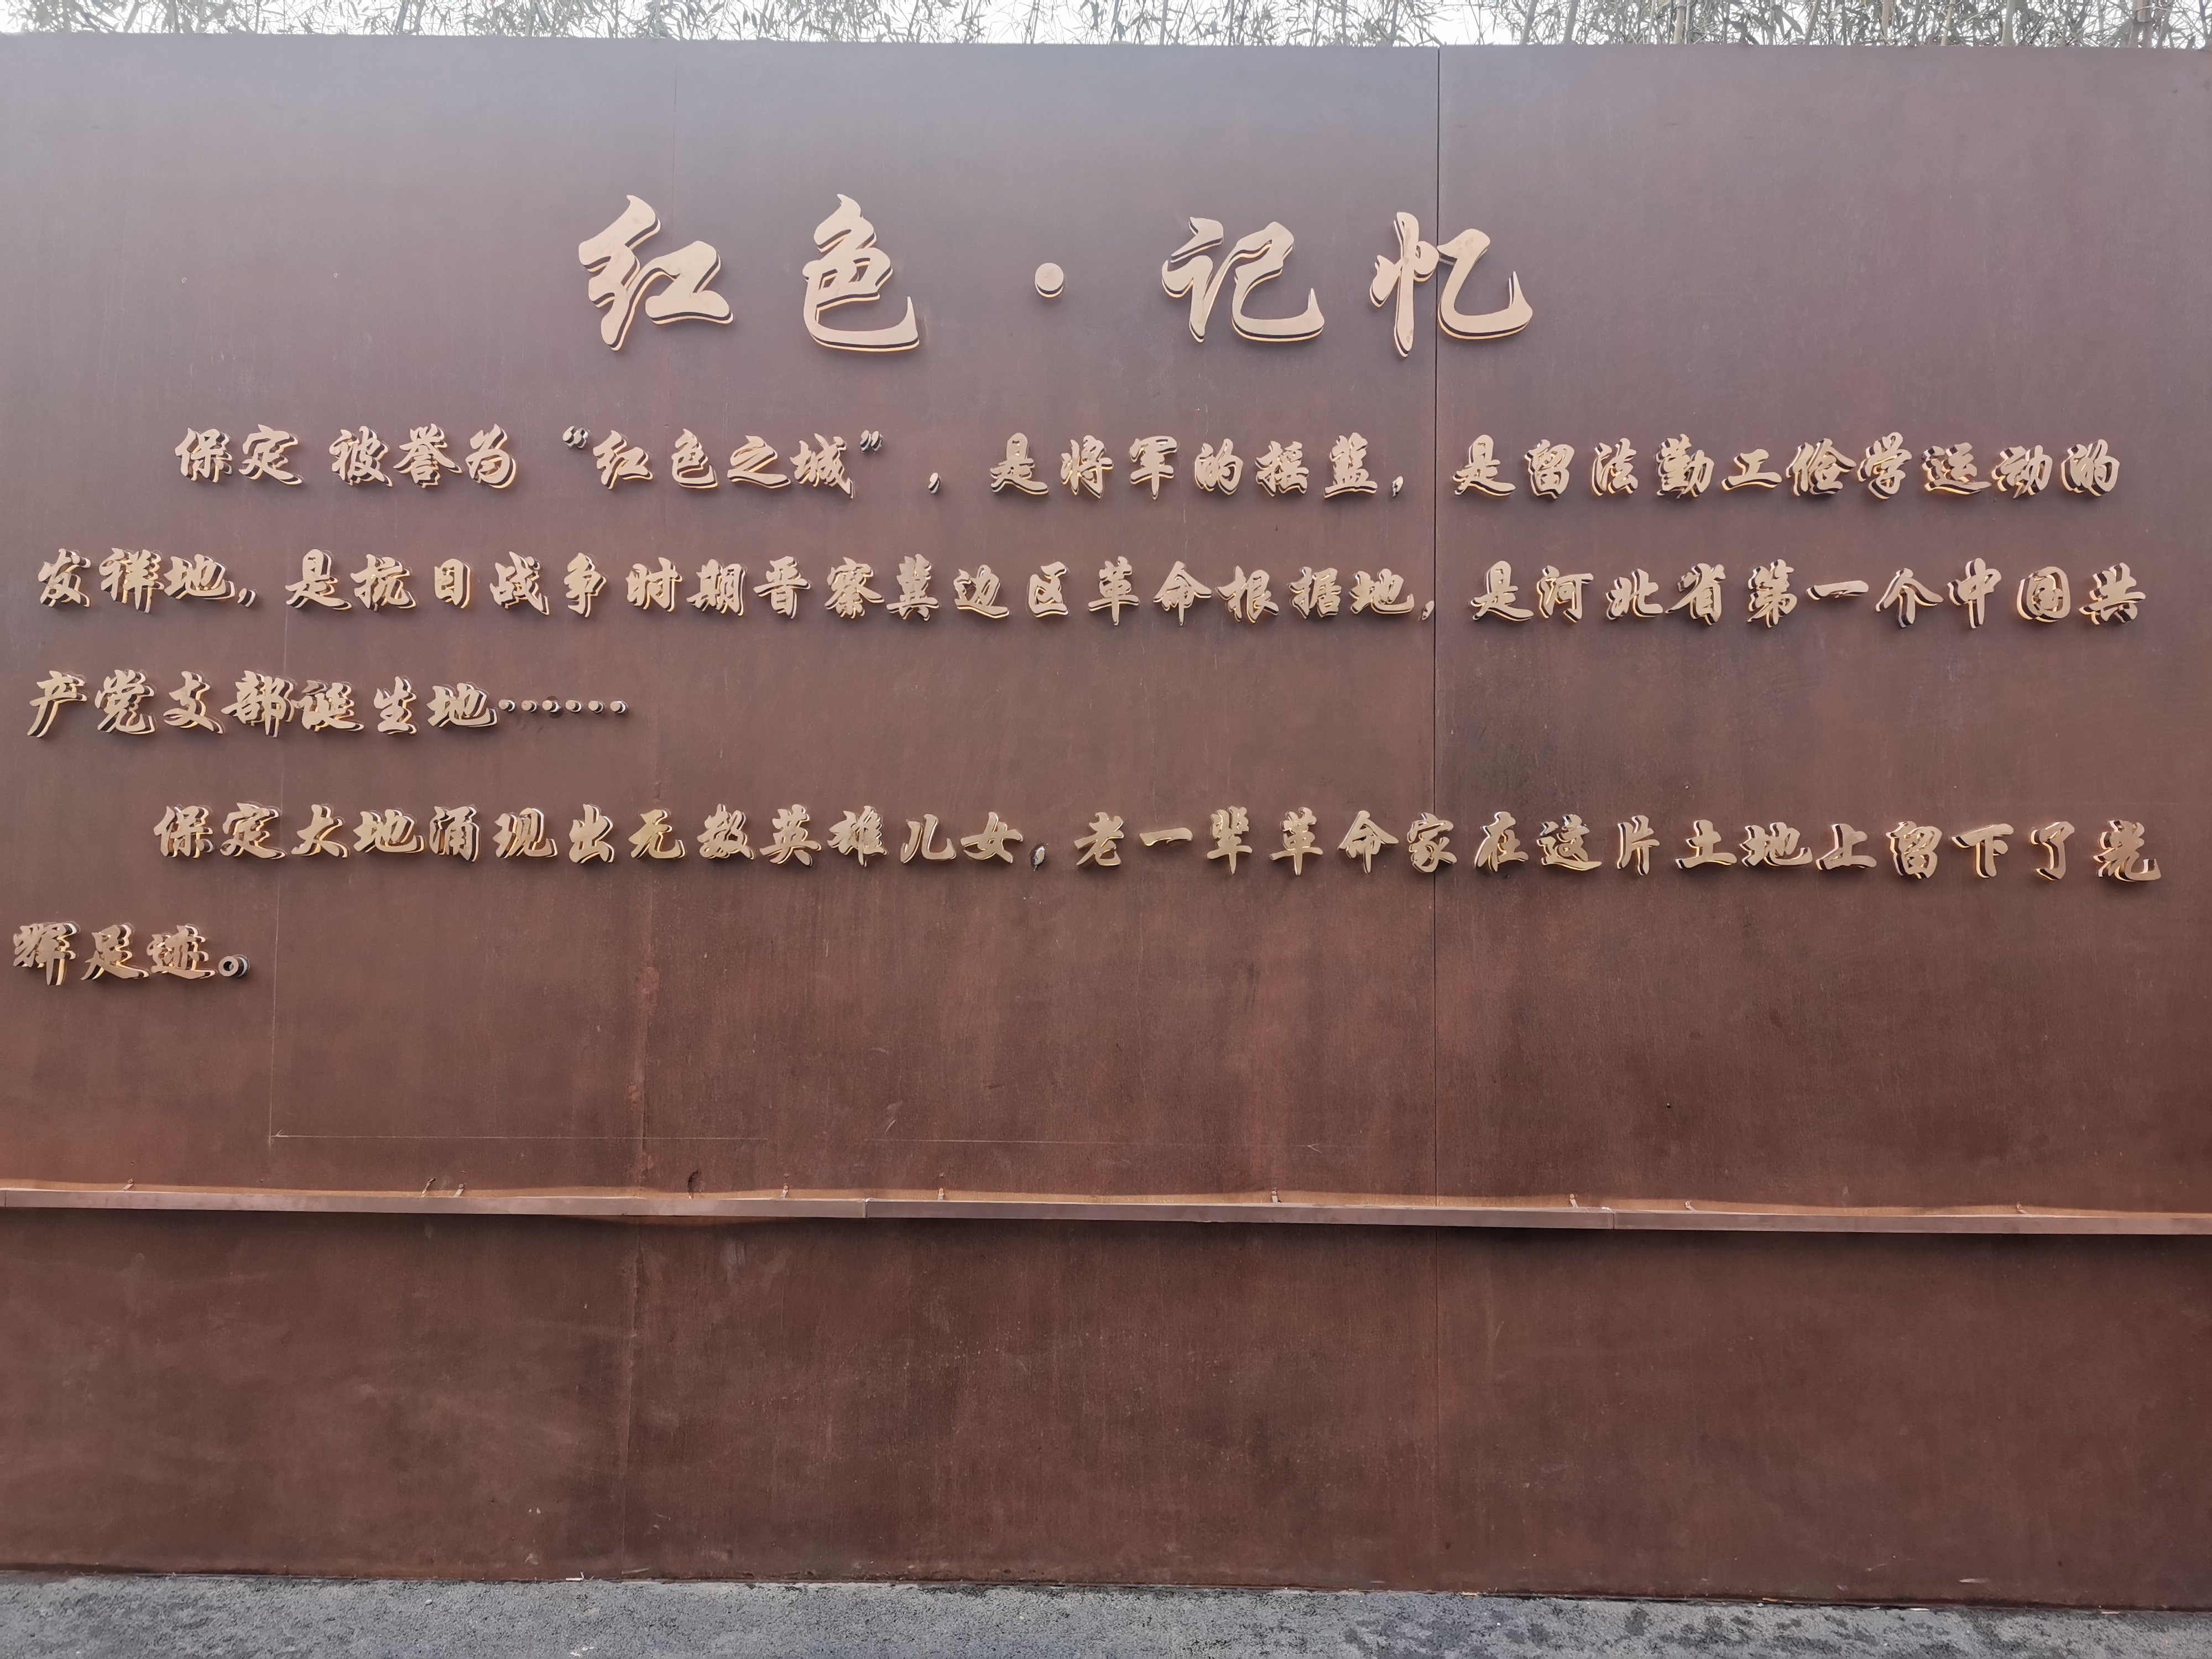 红色·记忆
保定 被誉为“红色之城”,是将军的摇篮,是留法勤工俭学运动的
发祥地,是抗日战争时期晋察冀边区革命根据地,是河北省第一个中国共
产党支部诞生地……
保定大地涌现出无数英雄儿女,老一辈革命家在这片土地上留下了光
辉足迹。